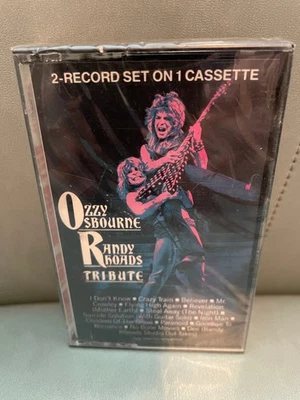 2-RECORD SET ON 1 CASSETTE
OZZY
OSBOURNE
RANDY
RHOADS
TRIBUTE
I Don't Know ■ Crazy Train ■ Believer ■ Mr.
Crowley ■ Flying High Again ■ Revelation
(Mother Earth) ■ Steal Away (The Night) ■
Suicide Solution (with Guitar Solo) ■ Iron Man ■
Children Of The Grave ■ Paranoid ■ Goodbye To
Romance ■ No Bone Movies ■ Dee (Randy
Rhoads Studio Out-Takes)